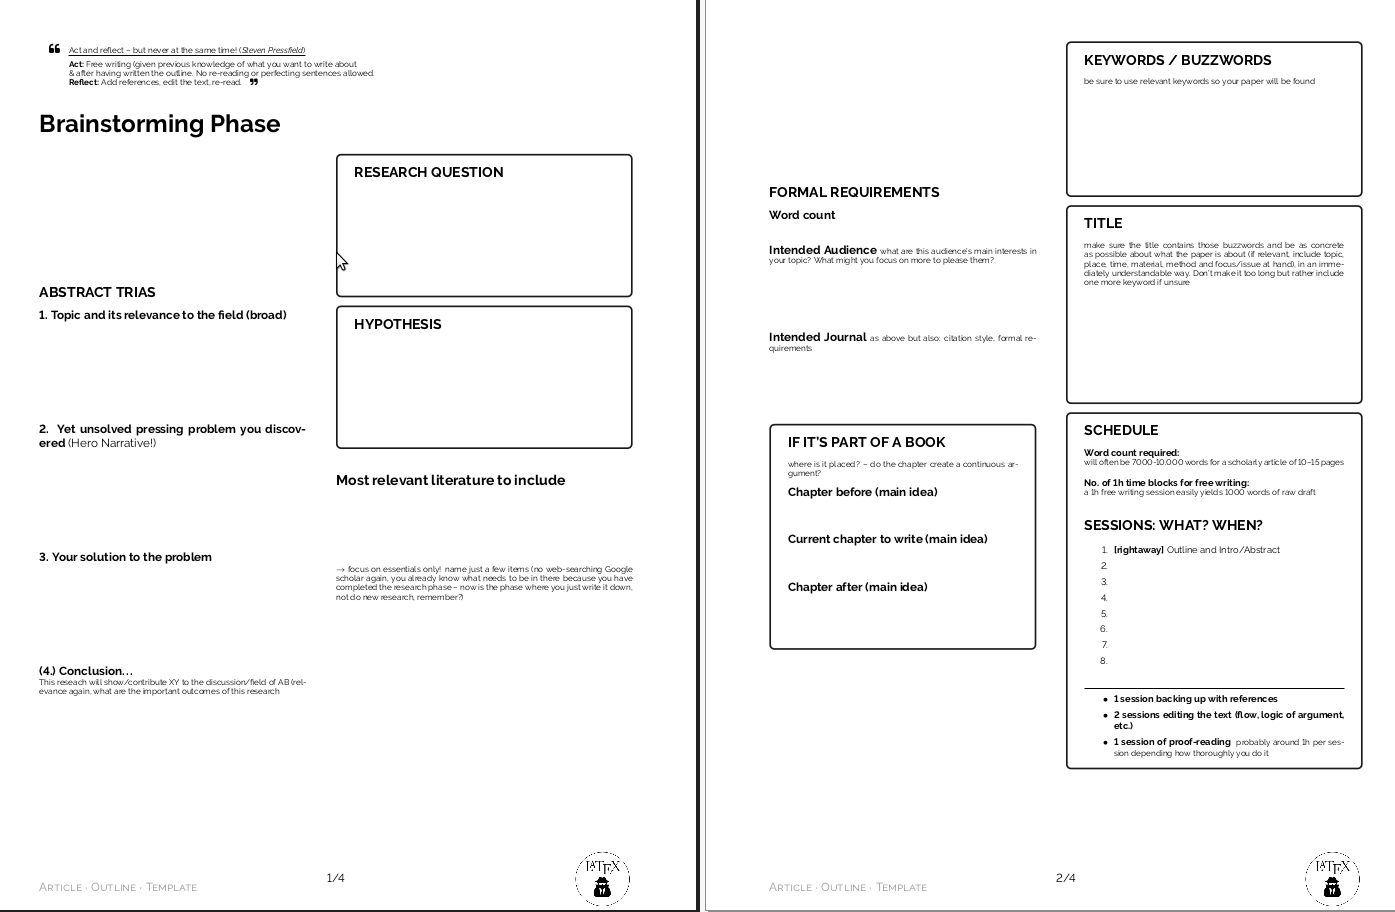 ❝ Act and reflect – but never at the same time! (Steven Pressfield)
Act: Free writing (given previous knowledge of what you want to write about
& after having written the outline. No re-reading or perfecting sentences allowed.
Reflect: Add references, edit the text, re-read. ❞
Brainstorming Phase
ABSTRACT TRIAS
1. Topic and its relevance to the field (broad)
2. Yet unsolved pressing problem you discov-
ered (Hero Narrative!)
3. Your solution to the problem
(4.) Conclusion…
This reseach will show/contribute XY to the discussion/field of AB (rel-
evance again, what are the important outcomes of this research
RESEARCH QUESTION
HYPOTHESIS
Most relevant literature to include
→ focus on essentials only! name just a few items (no web-searching Google
scholar again, you already know what needs to be in there because you have
completed the research phase – now is the phase where you just write it down,
not do new research, remember?)
ARTICLE · OUTLINE · TEMPLATE
1/4
LATEX
FORMAL REQUIREMENTS
Word count
Intended Audience what are this audience's main interests in
your topic? What might you focus on more to please them?
Intended Journal as above but also: citation style, formal re-
quirements
IF IT'S PART OF A BOOK
where is it placed? – do the chapter create a continuous ar-
gument?
Chapter before (main idea)
Current chapter to write (main idea)
Chapter after (main idea)
KEYWORDS / BUZZWORDS
be sure to use relevant keywords so your paper will be found
TITLE
make sure the title contains those buzzwords and be as concrete
as possible about what the paper is about (if relevant, include topic,
place, time, material, method and focus/issue at hand), in an imme-
diately understandable way. Don't make it too long but rather include
one more keyword if unsure
SCHEDULE
Word count required:
will often be 7000-10.000 words for a scholarly article of 10–15 pages
No. of 1h time blocks for free writing:
a 1h free writing session easily yields 1000 words of raw draft
SESSIONS: WHAT? WHEN?
1. [rightaway] Outline and Intro/Abstract
2.
3.
4.
5.
6.
7.
8.
• 1 session backing up with references
• 2 sessions editing the text (flow, logic of argument,
etc.)
• 1 session of proof-reading probably around 1h per ses-
sion depending how thoroughly you do it
ARTICLE · OUTLINE · TEMPLATE
2/4
LATEX